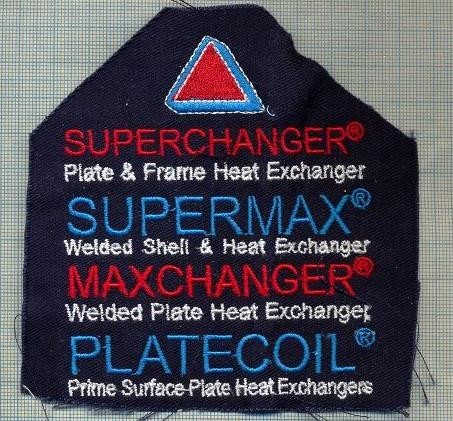 SUPERCHANGER®
Plate & Frame Heat Exchanger
SUPERMAX®
Welded Shell & Heat Exchanger
MAXCHANGER®
Welded Plate Heat Exchanger
PLATECOIL®
Prime Surface-Plate Heat Exchangers